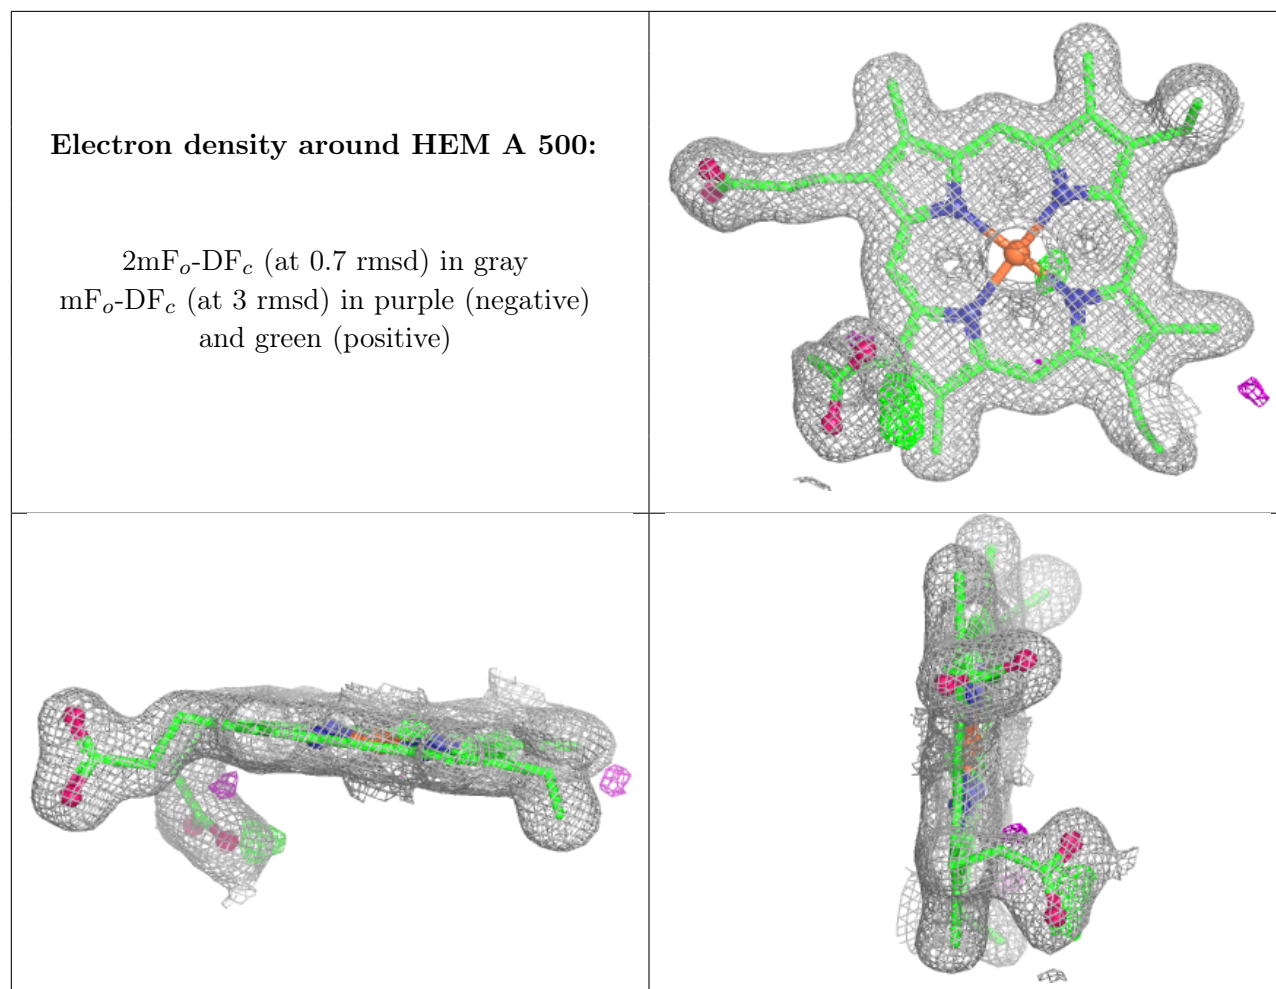 Electron density around HEM A 500:
2mFo-DFc (at 0.7 rmsd) in gray
mFo-DFc (at 3 rmsd) in purple (negative)
and green (positive)